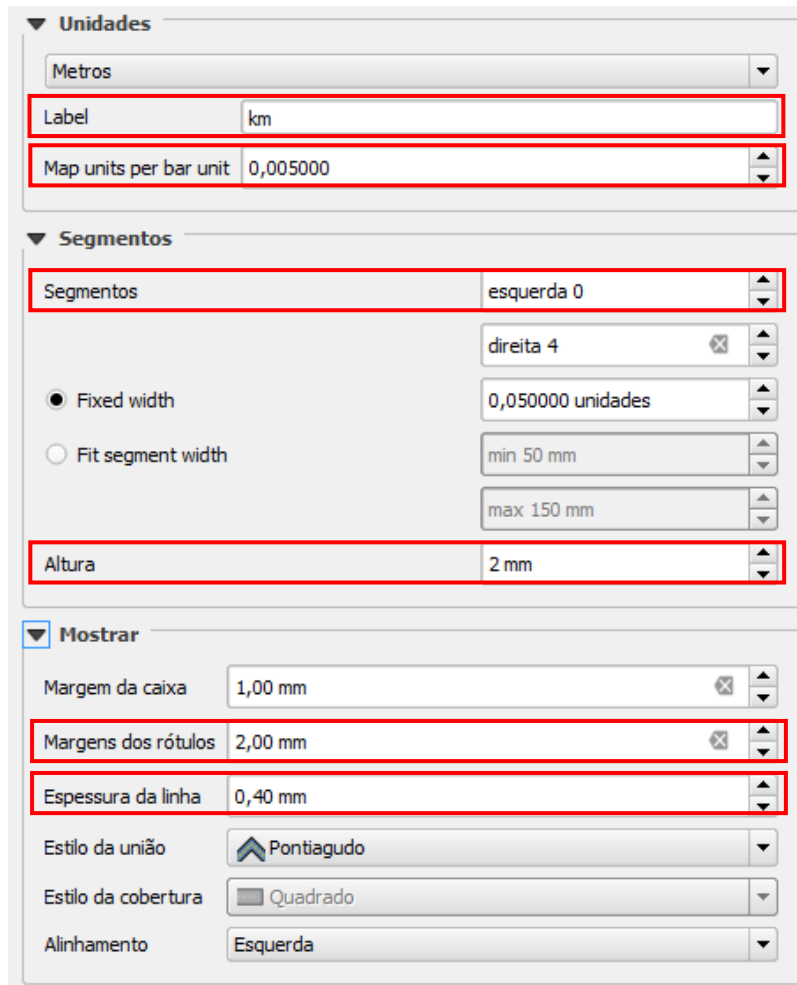 Unidades
Metros
Label km
Map units per bar unit 0,005000
Segmentos
Segmentos esquerda 0
direita 4
Fixed width 0,050000 unidades
Fit segment width min 50 mm
max 150 mm
Altura 2 mm
Mostrar
Margem da caixa 1,00 mm
Margens dos rótulos 2,00 mm
Espessura da linha 0,40 mm
Estilo da união Pontiagudo
Estilo da cobertura Quadrado
Alinhamento Esquerda